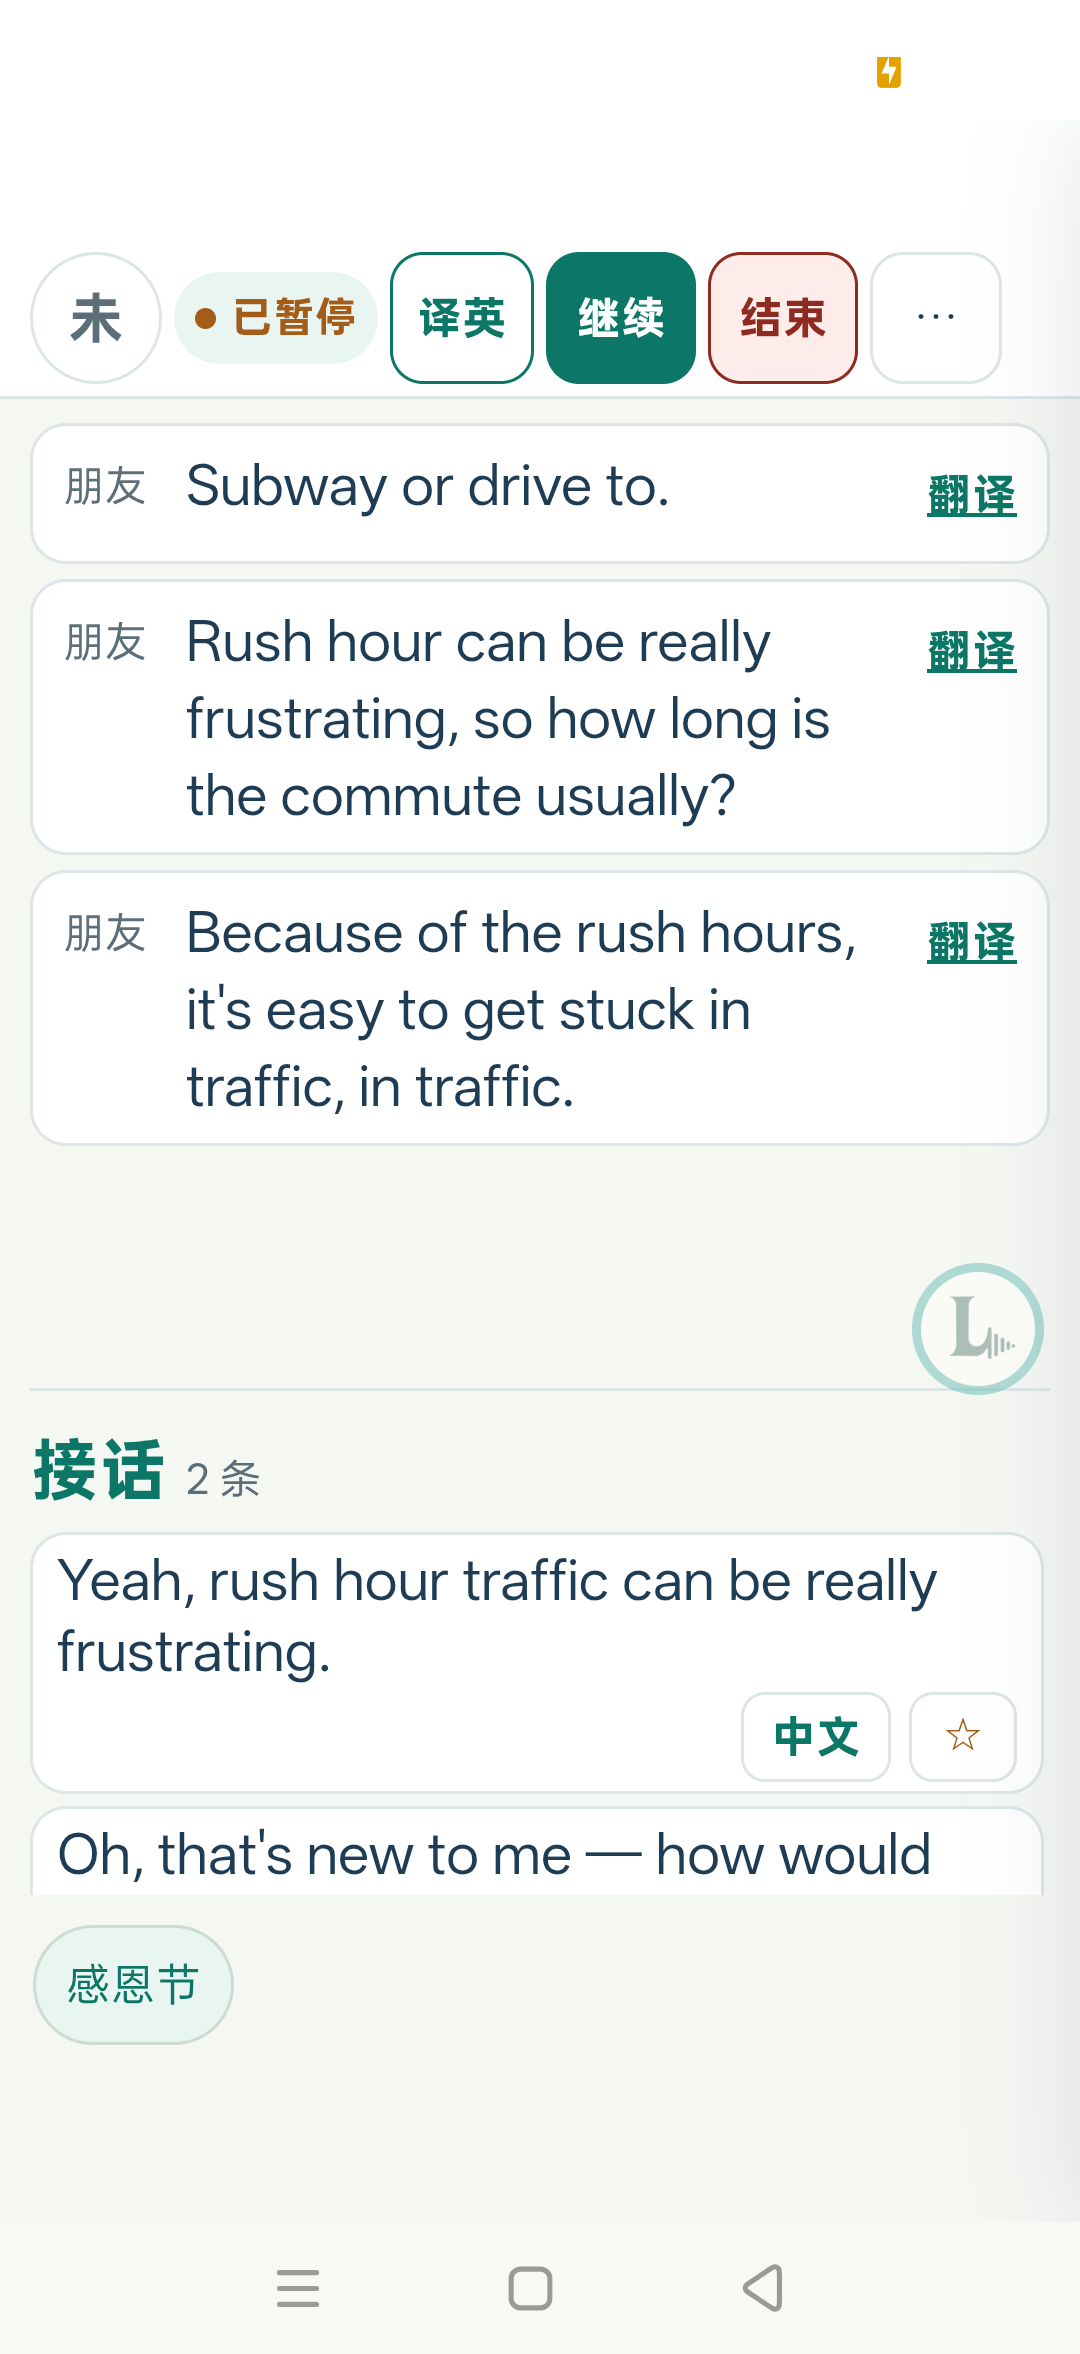 未 已暂停 译英 继续 结束 ···
朋友 Subway or drive to. 翻译
朋友 Rush hour can be really 翻译
frustrating, so how long is
the commute usually?
朋友 Because of the rush hours, 翻译
it's easy to get stuck in
traffic, in traffic.
L
接话 2 条
Yeah, rush hour traffic can be really
frustrating.
中文 ☆
Oh, that's new to me — how would
感恩节